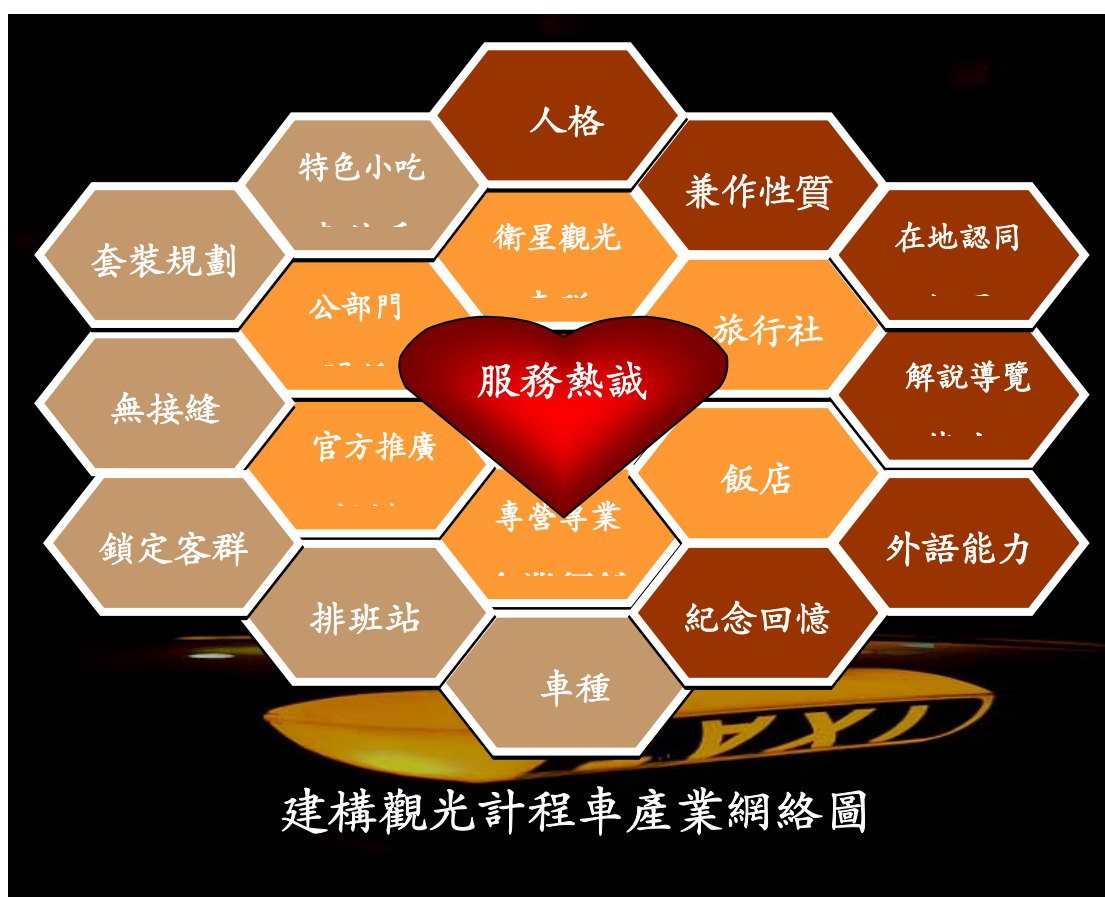 人格
特色小吃
兼作性質
套裝規劃
衛星觀光
在地認同
公部門
旅行社
服務熱誠
無接縫
解說導覽
官方推廣
飯店
專營專業
鎖定客群
外語能力
排班站
紀念回憶
車種
TAXI
建構觀光計程車產業網絡圖